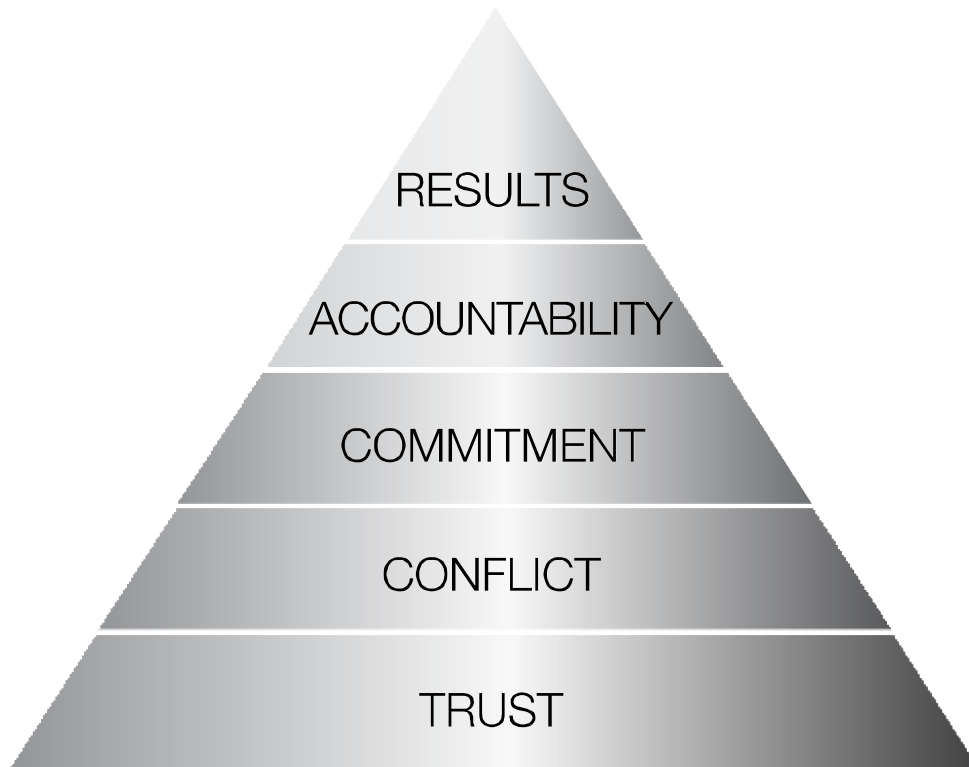 RESULTS
ACCOUNTABILITY
COMMITMENT
CONFLICT
TRUST